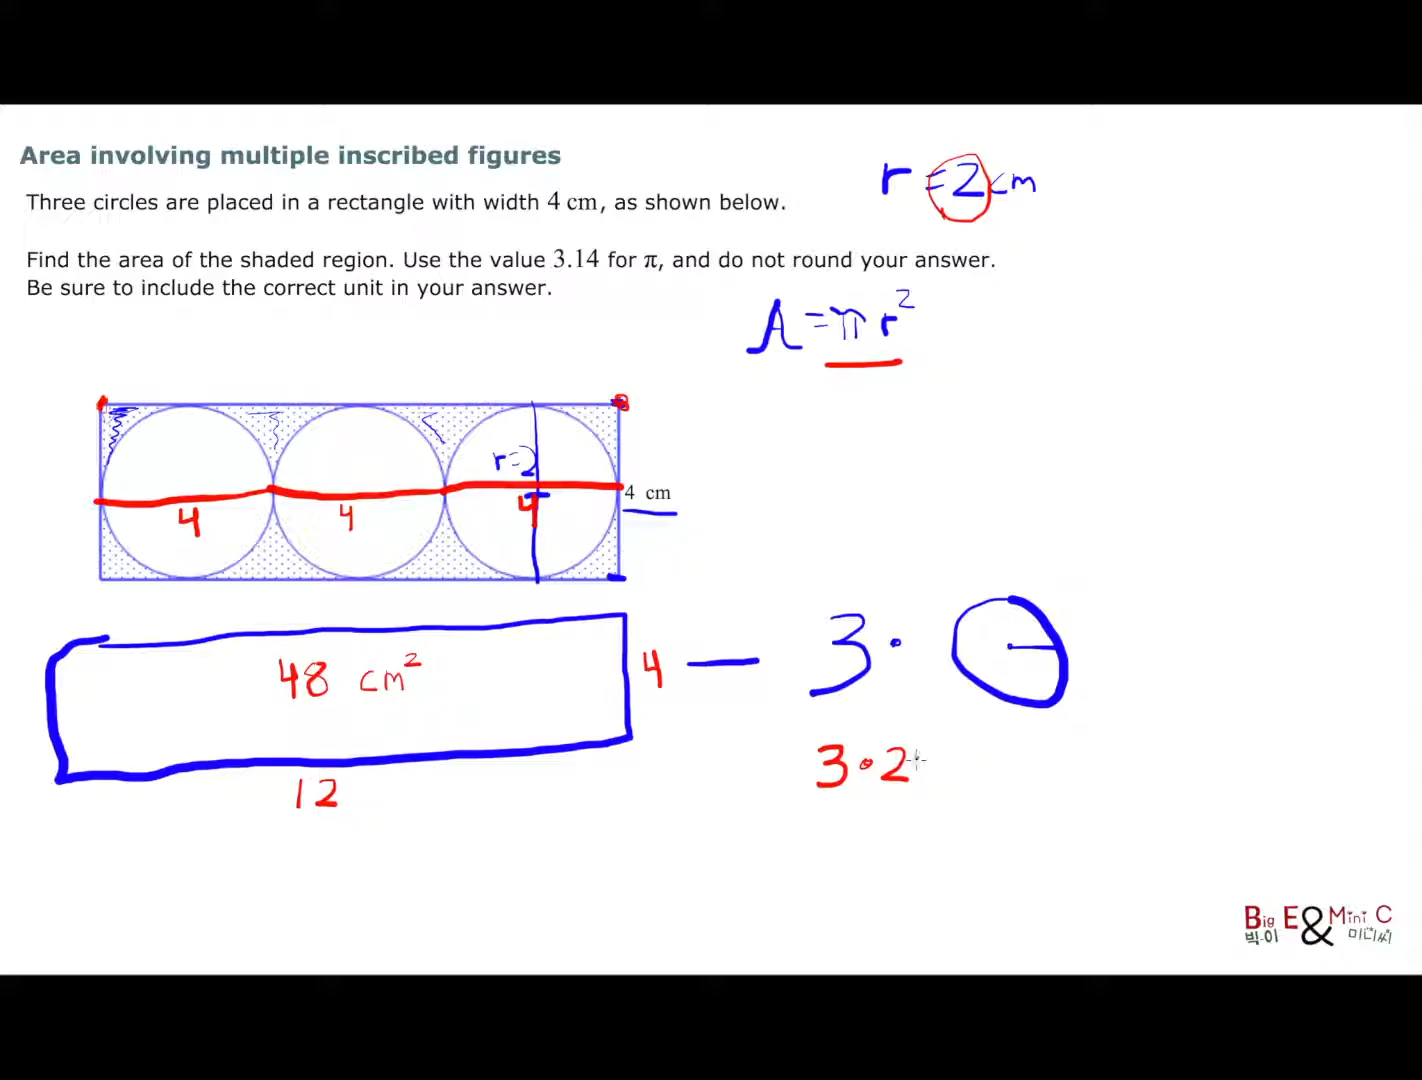 Area involving multiple inscribed figures
r = 2 cm
Three circles are placed in a rectangle with width 4 cm, as shown below.
Find the area of the shaded region. Use the value 3.14 for π, and do not round your answer.
Be sure to include the correct unit in your answer.
A = π r²
r=2
4 cm
4 4 4
48 cm²
4 — 3 ·
3 · 2
12
Big E & Mini C
빅-이 미니씨